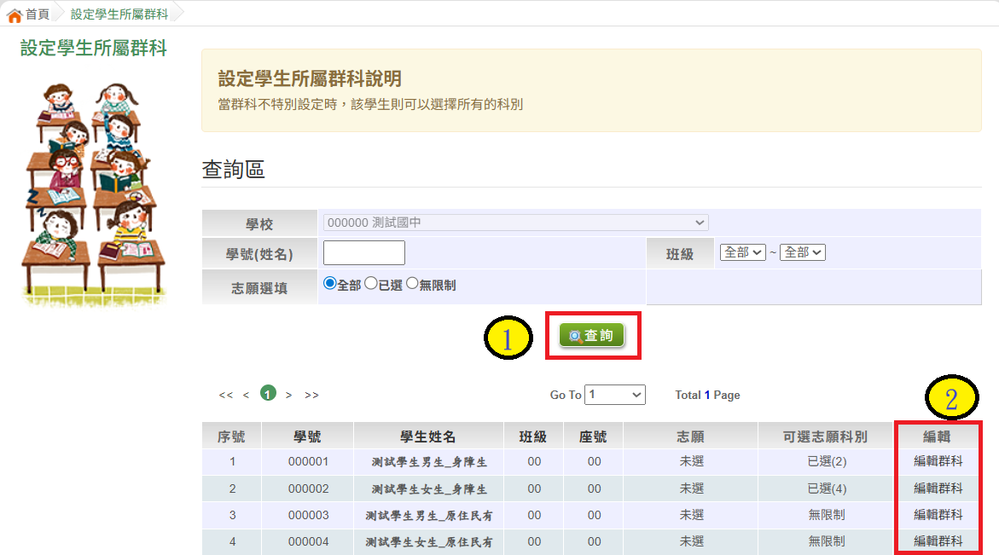 首頁 設定學生所屬群科
設定學生所屬群科
設定學生所屬群科說明
當群科不特別設定時，該學生則可以選擇所有的科別
查詢區
學校 000000 測試國中
學號(姓名) 班級 全部 ~ 全部
志願選填 全部 已選 無限制
1 查詢
<< < 1 > >> Go To 1 Total 1 Page
2
序號 學號 學生姓名 班級 座號 志願 可選志願科別 編輯
1 000001 測試學生男生_身障生 00 00 未選 已選(2) 編輯群科
2 000002 測試學生女生_身障生 00 00 未選 已選(4) 編輯群科
3 000003 測試學生男生_原住民有 00 00 未選 無限制 編輯群科
4 000004 測試學生女生_原住民有 00 00 未選 無限制 編輯群科